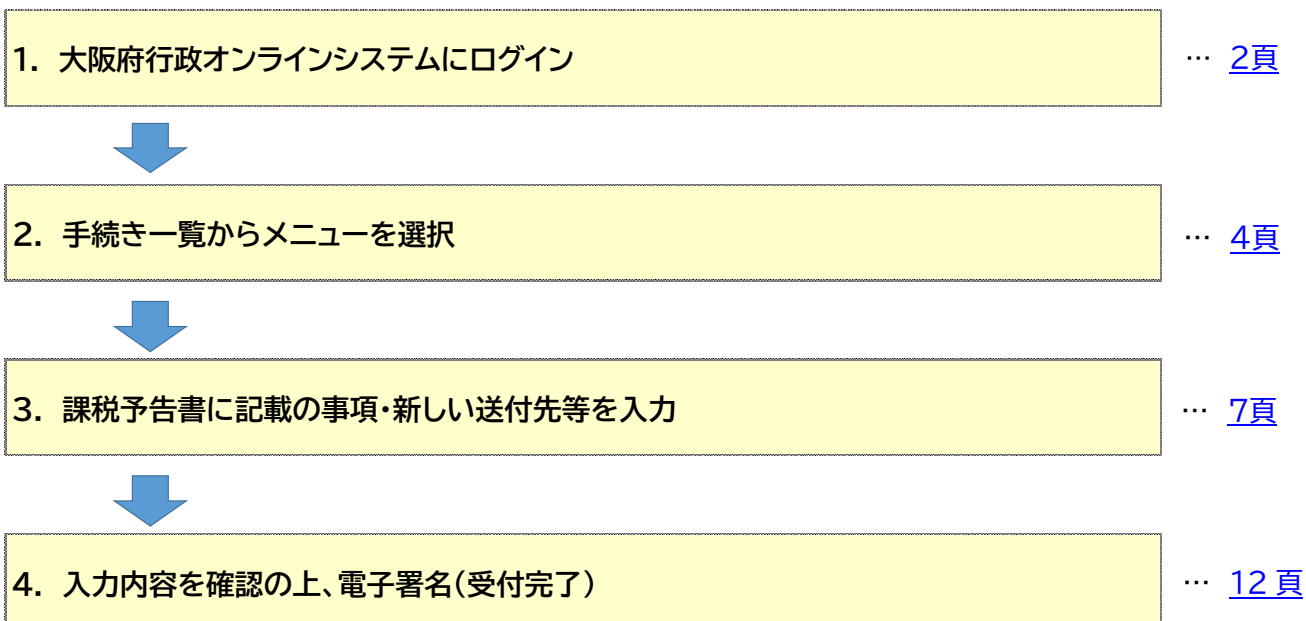 1. 大阪府行政オンラインシステムにログイン … 2頁
2. 手続き一覧からメニューを選択 … 4頁
3. 課税予告書に記載の事項・新しい送付先等を入力 … 7頁
4. 入力内容を確認の上、電子署名（受付完了） … 12 頁